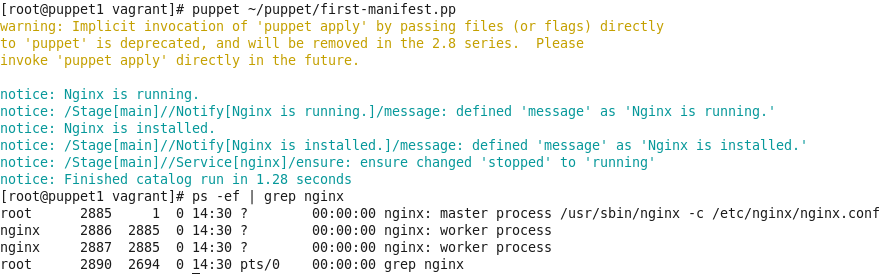 [root@puppet1 vagrant]# puppet ~/puppet/first-manifest.pp
warning: Implicit invocation of 'puppet apply' by passing files (or flags) directly
to 'puppet' is deprecated, and will be removed in the 2.8 series.  Please
invoke 'puppet apply' directly in the future.

notice: Nginx is running.
notice: /Stage[main]//Notify[Nginx is running.]/message: defined 'message' as 'Nginx is running.'
notice: Nginx is installed.
notice: /Stage[main]//Notify[Nginx is installed.]/message: defined 'message' as 'Nginx is installed.'
notice: /Stage[main]//Service[nginx]/ensure: ensure changed 'stopped' to 'running'
notice: Finished catalog run in 1.28 seconds
[root@puppet1 vagrant]# ps -ef | grep nginx
root      2885     1  0 14:30 ?        00:00:00 nginx: master process /usr/sbin/nginx -c /etc/nginx/nginx.conf
nginx     2886  2885  0 14:30 ?        00:00:00 nginx: worker process
nginx     2887  2885  0 14:30 ?        00:00:00 nginx: worker process
root      2890  2694  0 14:30 pts/0    00:00:00 grep nginx